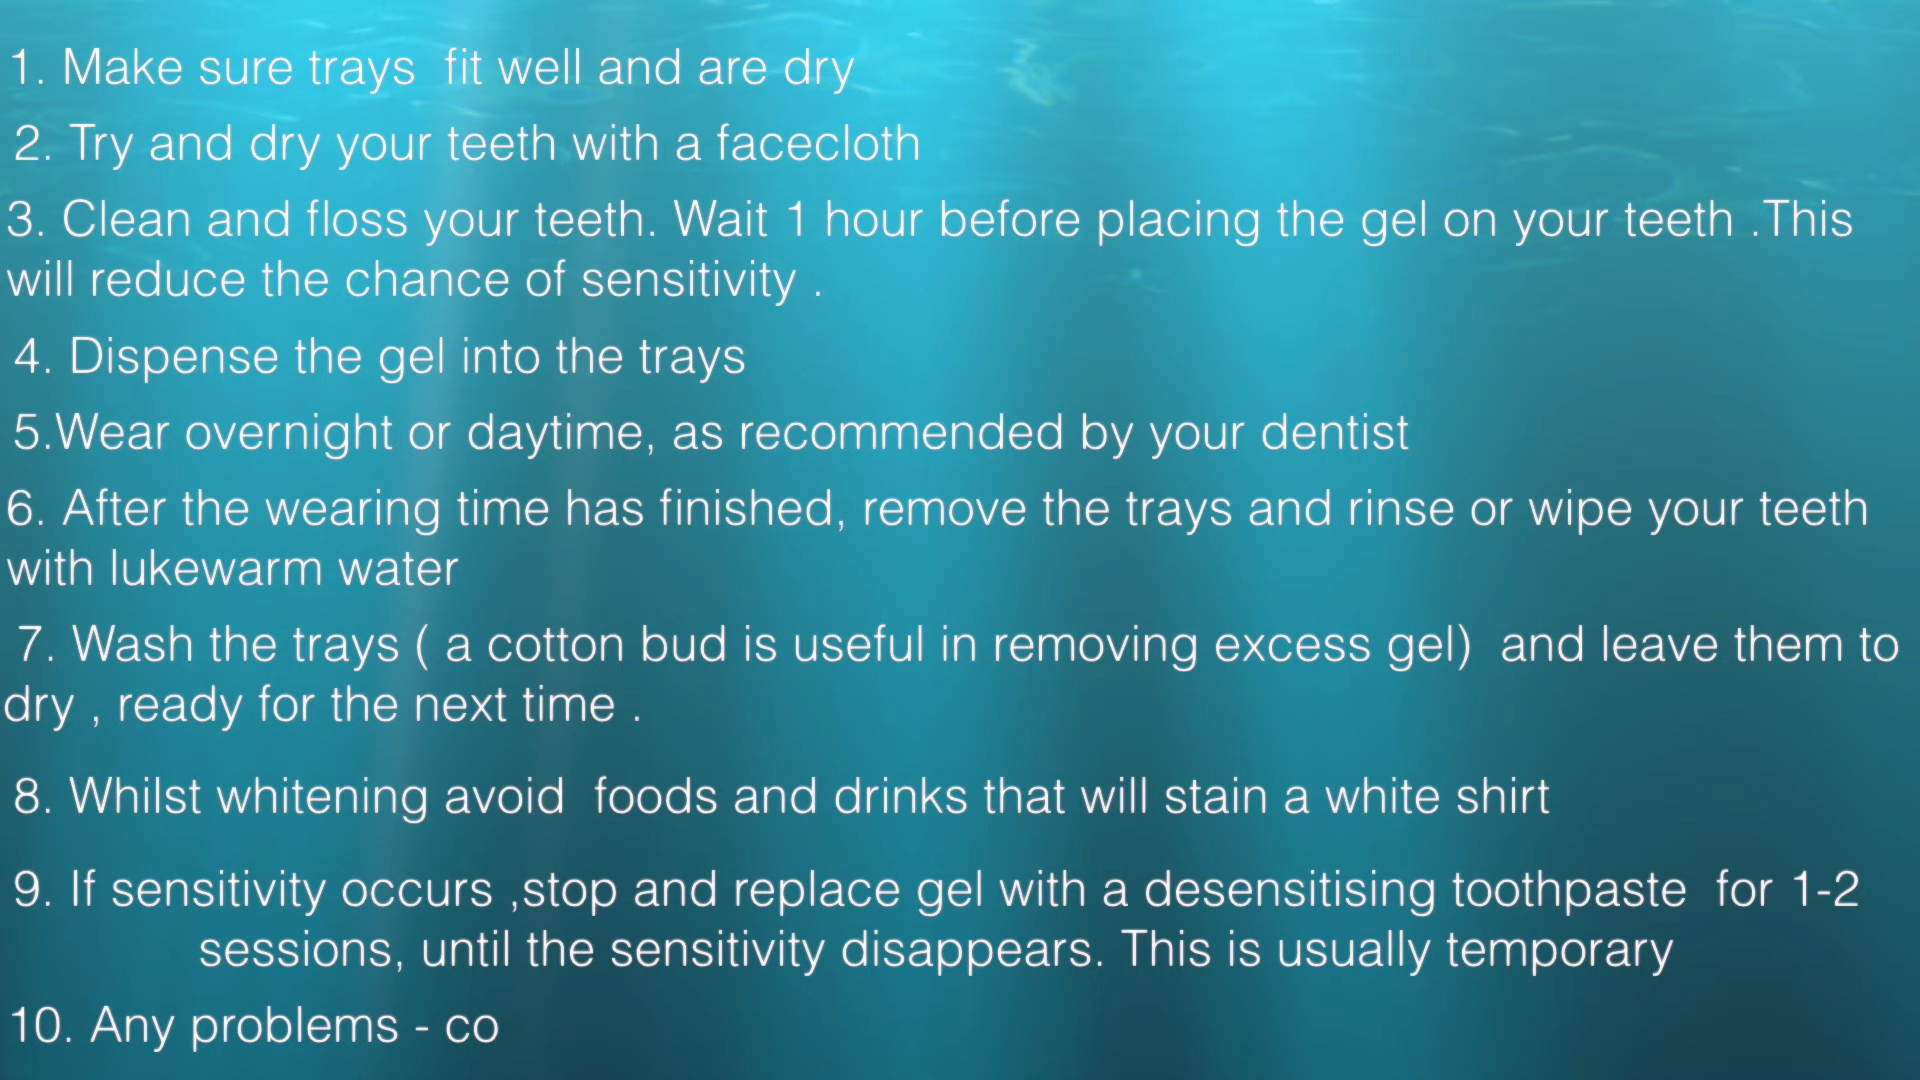 1. Make sure trays  fit well and are dry
2. Try and dry your teeth with a facecloth
3. Clean and floss your teeth. Wait 1 hour before placing the gel on your teeth .This
will reduce the chance of sensitivity .
4. Dispense the gel into the trays
5.Wear overnight or daytime, as recommended by your dentist
6. After the wearing time has finished, remove the trays and rinse or wipe your teeth
with lukewarm water
7. Wash the trays ( a cotton bud is useful in removing excess gel)  and leave them to
dry , ready for the next time .
8. Whilst whitening avoid  foods and drinks that will stain a white shirt
9. If sensitivity occurs ,stop and replace gel with a desensitising toothpaste  for 1-2
sessions, until the sensitivity disappears. This is usually temporary
10. Any problems - co